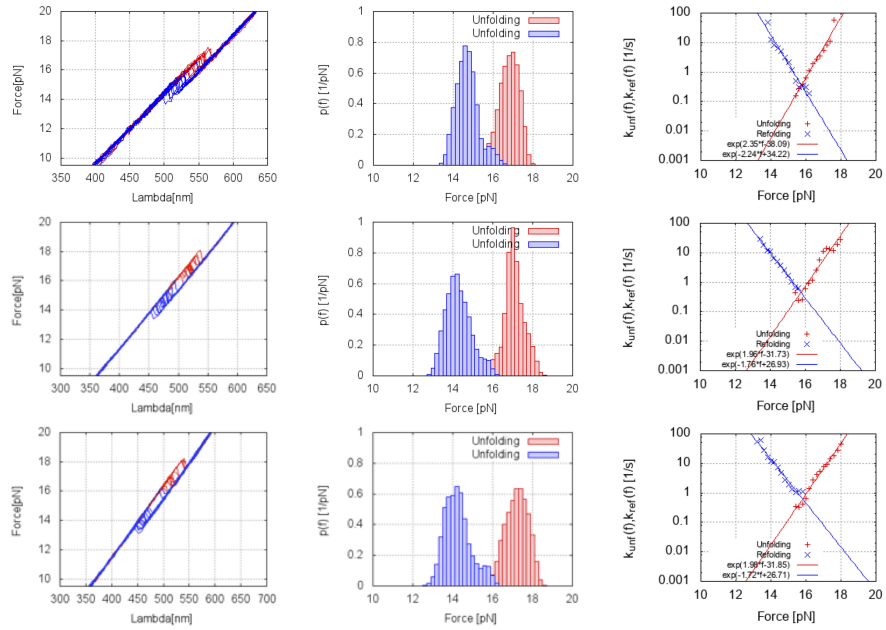 Force[pN]
20
18
16
14
12
10
350 400 450 500 550 600 650
Lambda[nm]
p(f) [1/pN]
1
0.8
0.6
0.4
0.2
0
Unfolding
Unfolding
10 12 14 16 18 20
Force [pN]
k_unf(f),k_ref(f) [1/s]
100
10
1
0.1
0.01
0.001
Unfolding
Refolding
exp(2.35*f-38.09)
exp(-2.24*f+34.22)
10 12 14 16 18 20
Force [pN]
Force[pN]
20
18
16
14
12
10
300 350 400 450 500 550 600 650
Lambda[nm]
p(f) [1/pN]
1
0.8
0.6
0.4
0.2
0
Unfolding
Unfolding
10 12 14 16 18 20
Force [pN]
k_unf(f),k_ref(f) [1/s]
100
10
1
0.1
0.01
0.001
Unfolding
Refolding
exp(1.96*f-31.73)
exp(-1.76*f+26.93)
10 12 14 16 18 20
Force [pN]
Force[pN]
20
18
16
14
12
10
300 350 400 450 500 550 600 650 700
Lambda[nm]
p(f) [1/pN]
1
0.8
0.6
0.4
0.2
0
Unfolding
Unfolding
10 12 14 16 18 20
Force [pN]
k_unf(f),k_ref(f) [1/s]
100
10
1
0.1
0.01
0.001
Unfolding
Refolding
exp(1.98*f-31.85)
exp(-1.72*f+26.71)
10 12 14 16 18 20
Force [pN]